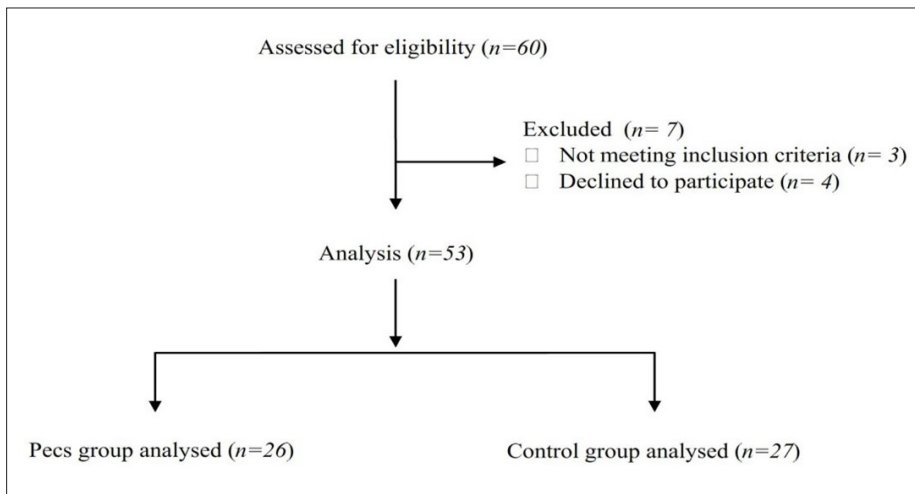 Assessed for eligibility (n=60)
Excluded (n= 7)
□ Not meeting inclusion criteria (n= 3)
□ Declined to participate (n= 4)
Analysis (n=53)
Pecs group analysed (n=26)
Control group analysed (n=27)